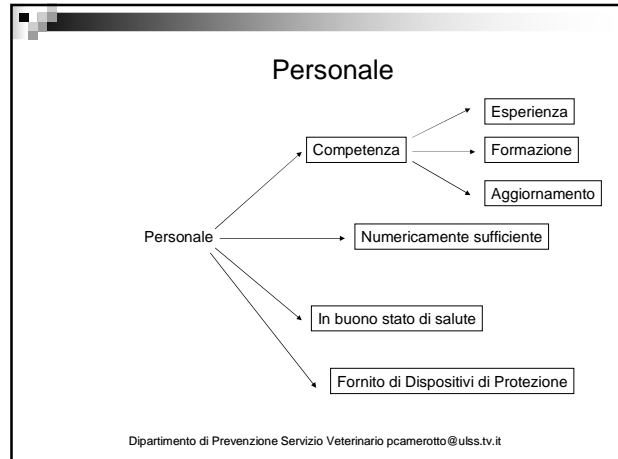 Personale
Esperienza
Competenza
Formazione
Aggiornamento
Personale
Numericamente sufficiente
In buono stato di salute
Fornito di Dispositivi di Protezione
Dipartimento di Prevenzione Servizio Veterinario pcamerotto@ulss.tv.it